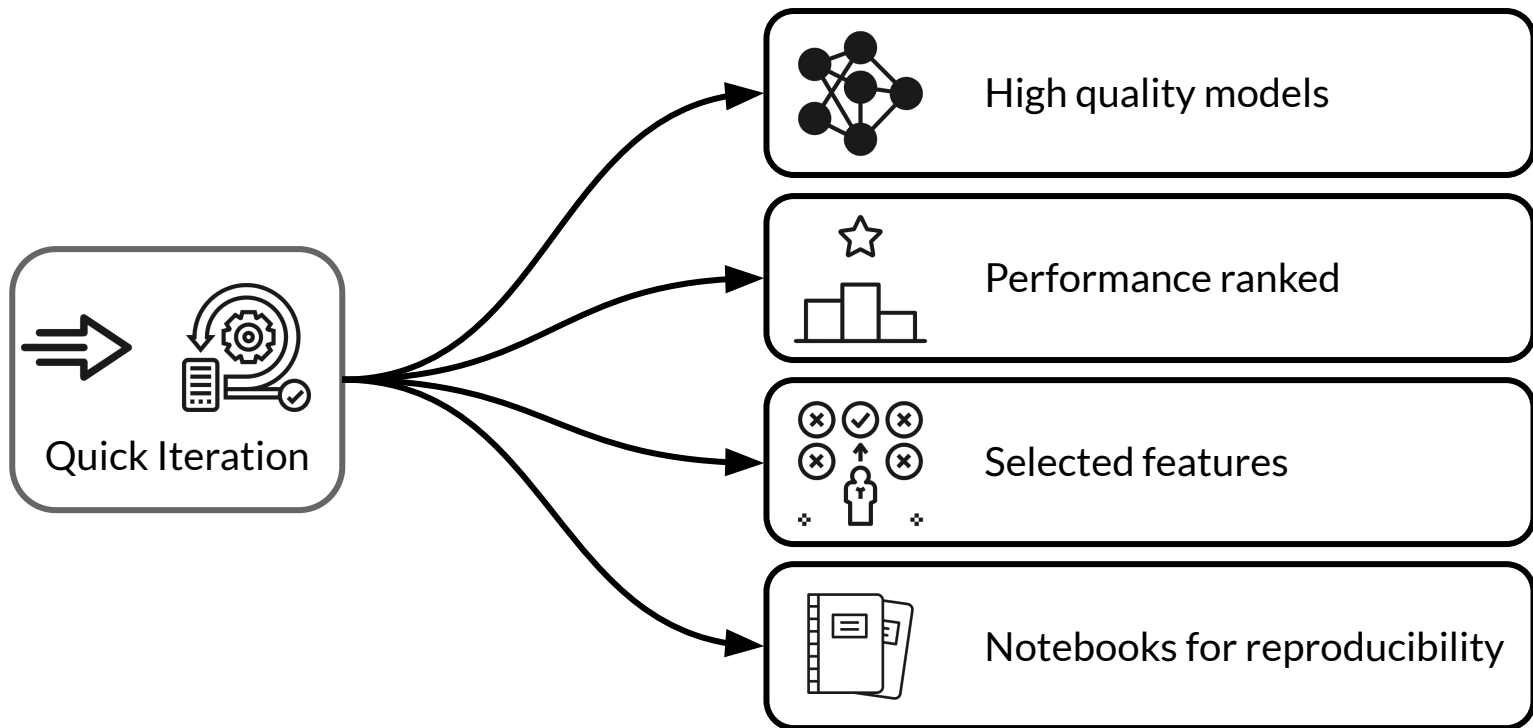 High quality models
Performance ranked
Quick Iteration
Selected features
Notebooks for reproducibility